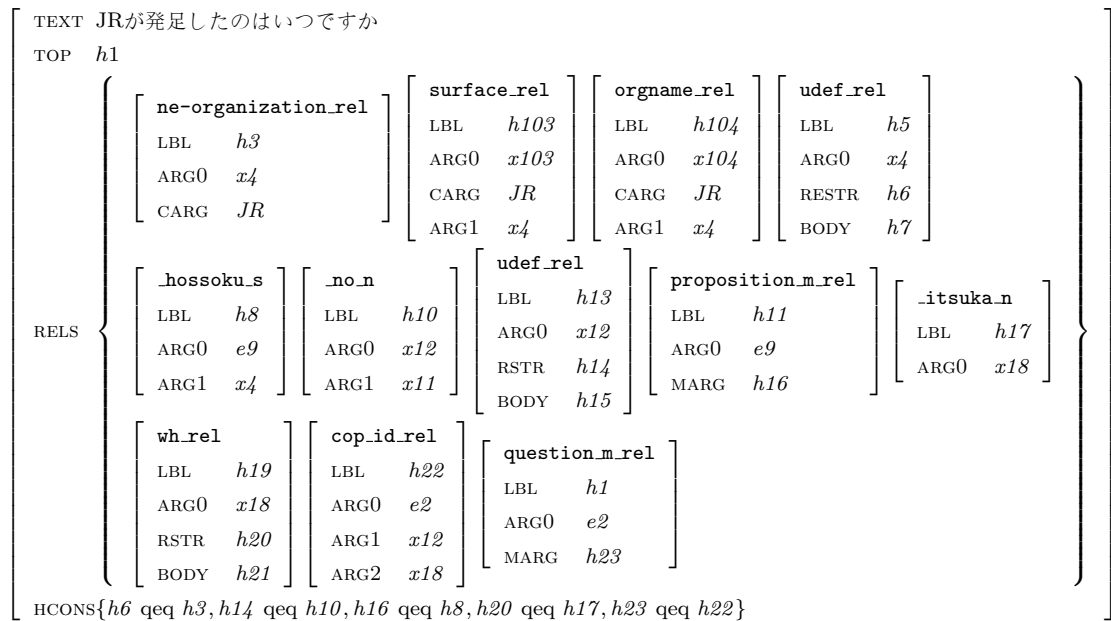 TEXT JRが発足したのはいつですか
TOP h1
ne-organization_rel surface_rel orgname_rel udef_rel
LBL h3 LBL h103 LBL h104 LBL h5
ARG0 x4 ARG0 x103 ARG0 x104 ARG0 x4
CARG JR CARG JR CARG JR RESTR h6
ARG1 x4 ARG1 x4 BODY h7
RELS
_hossoku_s _no_n udef_rel proposition_m_rel _itsuka_n
LBL h8 LBL h10 LBL h13 LBL h11 LBL h17
ARG0 e9 ARG0 x12 ARG0 x12 ARG0 e9 ARG0 x18
ARG1 x4 ARG1 x11 RSTR h14 MARG h16
BODY h15
wh_rel cop_id_rel question_m_rel
LBL h19 LBL h22 LBL h1
ARG0 x18 ARG0 e2 ARG0 e2
RSTR h20 ARG1 x12 MARG h23
BODY h21 ARG2 x18
HCONS{h6 qeq h3, h14 qeq h10, h16 qeq h8, h20 qeq h17, h23 qeq h22}